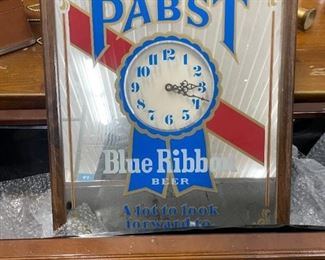 PABST
12
1
2
3
4
5
6
7
8
9
10
11
Blue Ribbon
BEER
A lot to look
forward to.